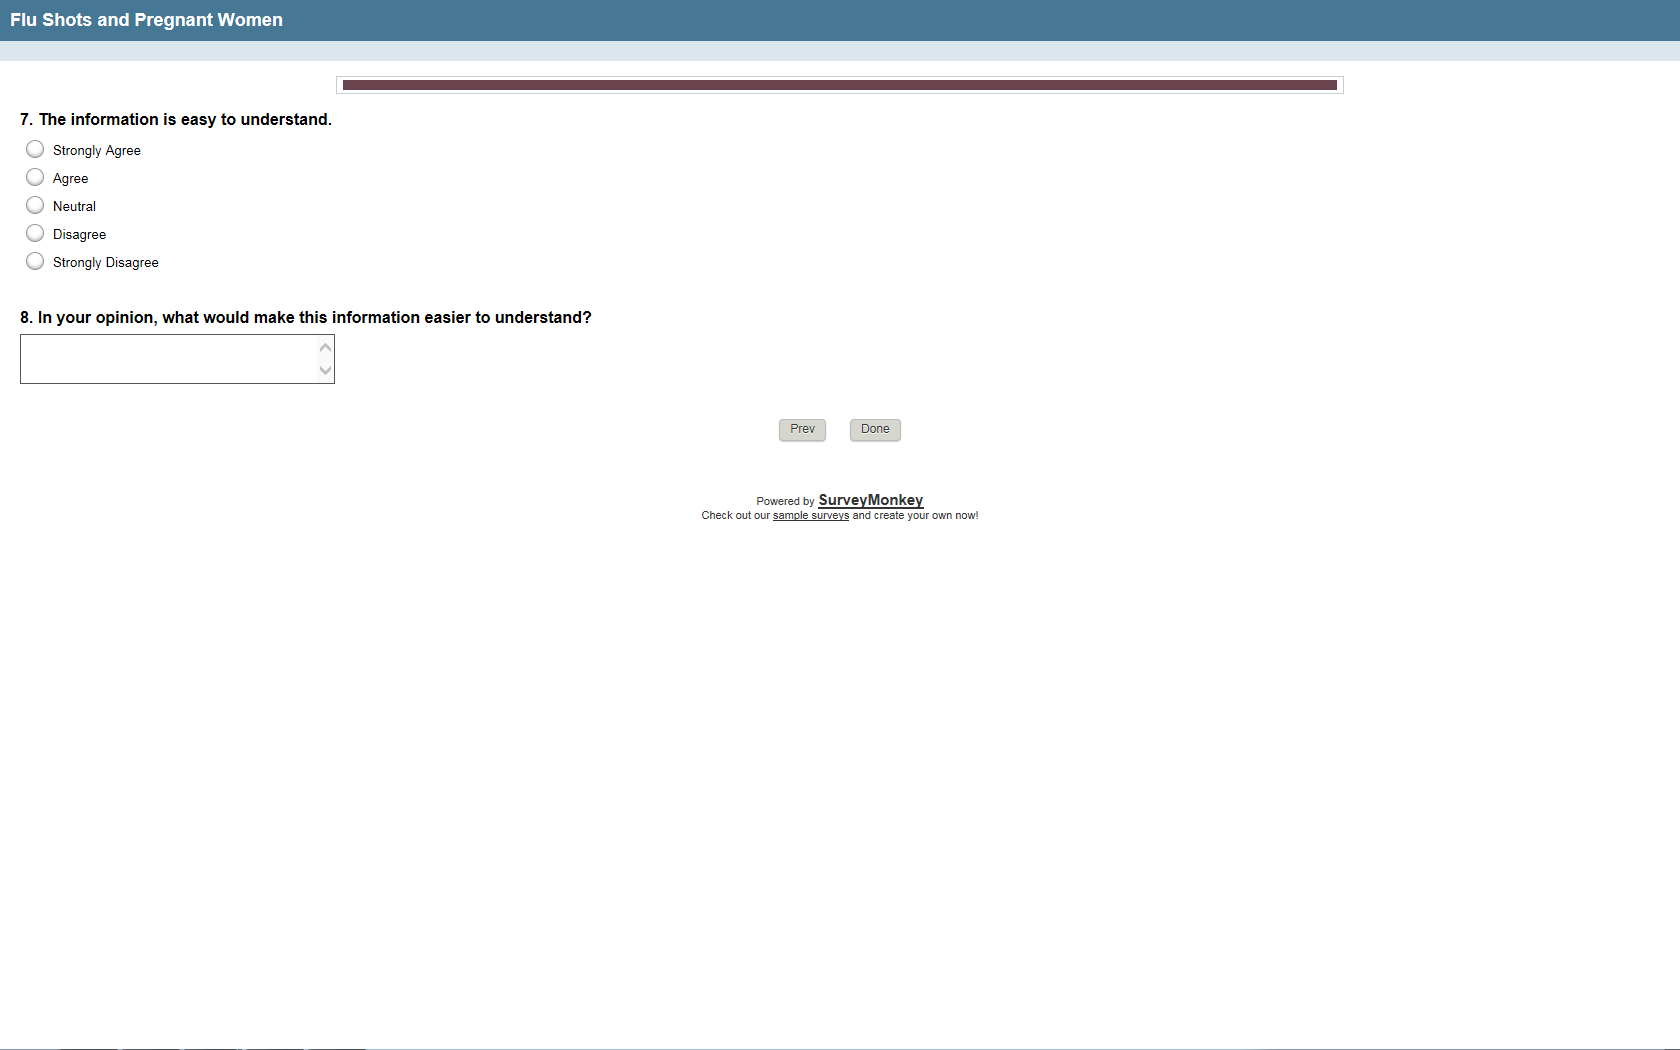 Flu Shots and Pregnant Women
7. The information is easy to understand.
Strongly Agree
Agree
Neutral
Disagree
Strongly Disagree
8. In your opinion, what would make this information easier to understand?
Prev Done
Powered by SurveyMonkey
Check out our sample surveys and create your own now!